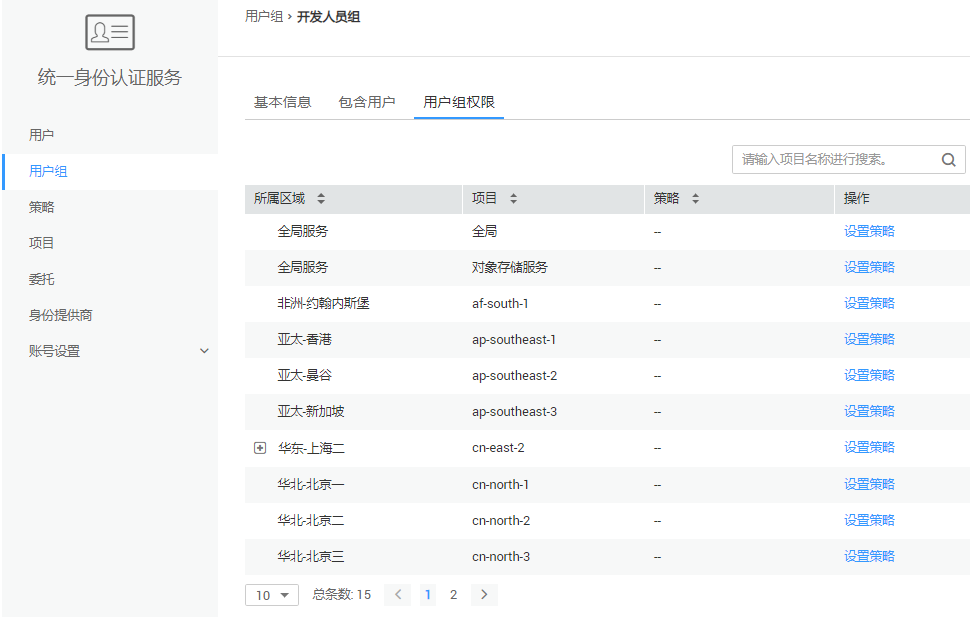 统一身份认证服务
用户
用户组
策略
项目
委托
身份提供商
账号设置
用户组 › 开发人员组
基本信息 包含用户 用户组权限
请输入项目名称进行搜索。
所属区域 项目 策略 操作
全局服务 全局 -- 设置策略
全局服务 对象存储服务 -- 设置策略
非洲-约翰内斯堡 af-south-1 -- 设置策略
亚太-香港 ap-southeast-1 -- 设置策略
亚太-曼谷 ap-southeast-2 -- 设置策略
亚太-新加坡 ap-southeast-3 -- 设置策略
华东-上海二 cn-east-2 -- 设置策略
华北-北京一 cn-north-1 -- 设置策略
华北-北京二 cn-north-2 -- 设置策略
华北-北京三 cn-north-3 -- 设置策略
10 总条数: 15 < 1 2 >